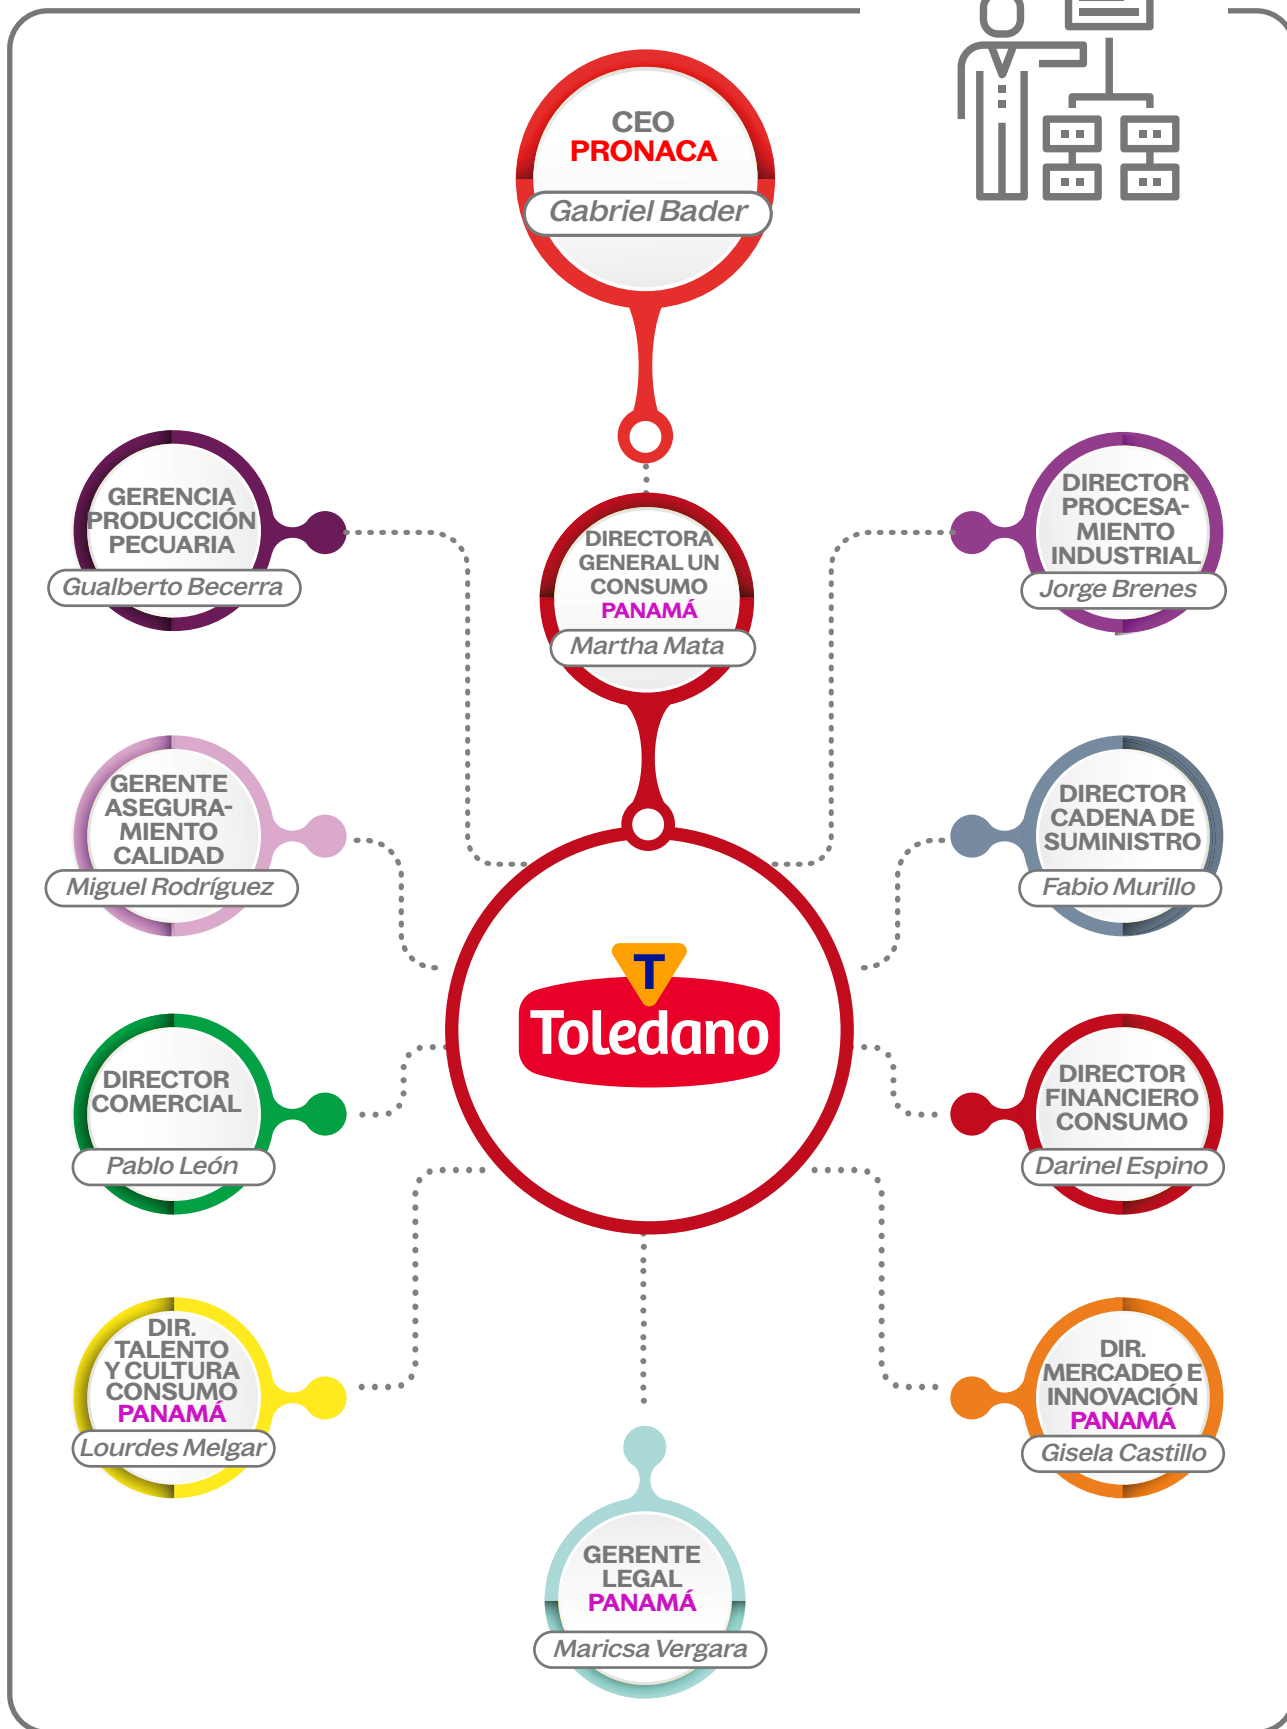 CEO
PRONACA
Gabriel Bader
GERENCIA
PRODUCCIÓN
PECUARIA
Gualberto Becerra
DIRECTORA
GENERAL UN
CONSUMO
PANAMÁ
Martha Mata
DIRECTOR
PROCESA-
MIENTO
INDUSTRIAL
Jorge Brenes
GERENTE
ASEGURA-
MIENTO
CALIDAD
Miguel Rodríguez
DIRECTOR
CADENA DE
SUMINISTRO
Fabio Murillo
T
Toledano
DIRECTOR
COMERCIAL
Pablo León
DIRECTOR
FINANCIERO
CONSUMO
Darinel Espino
DIR.
TALENTO
Y CULTURA
CONSUMO
PANAMÁ
Lourdes Melgar
DIR.
MERCADEO E
INNOVACIÓN
PANAMÁ
Gisela Castillo
GERENTE
LEGAL
PANAMÁ
Maricsa Vergara